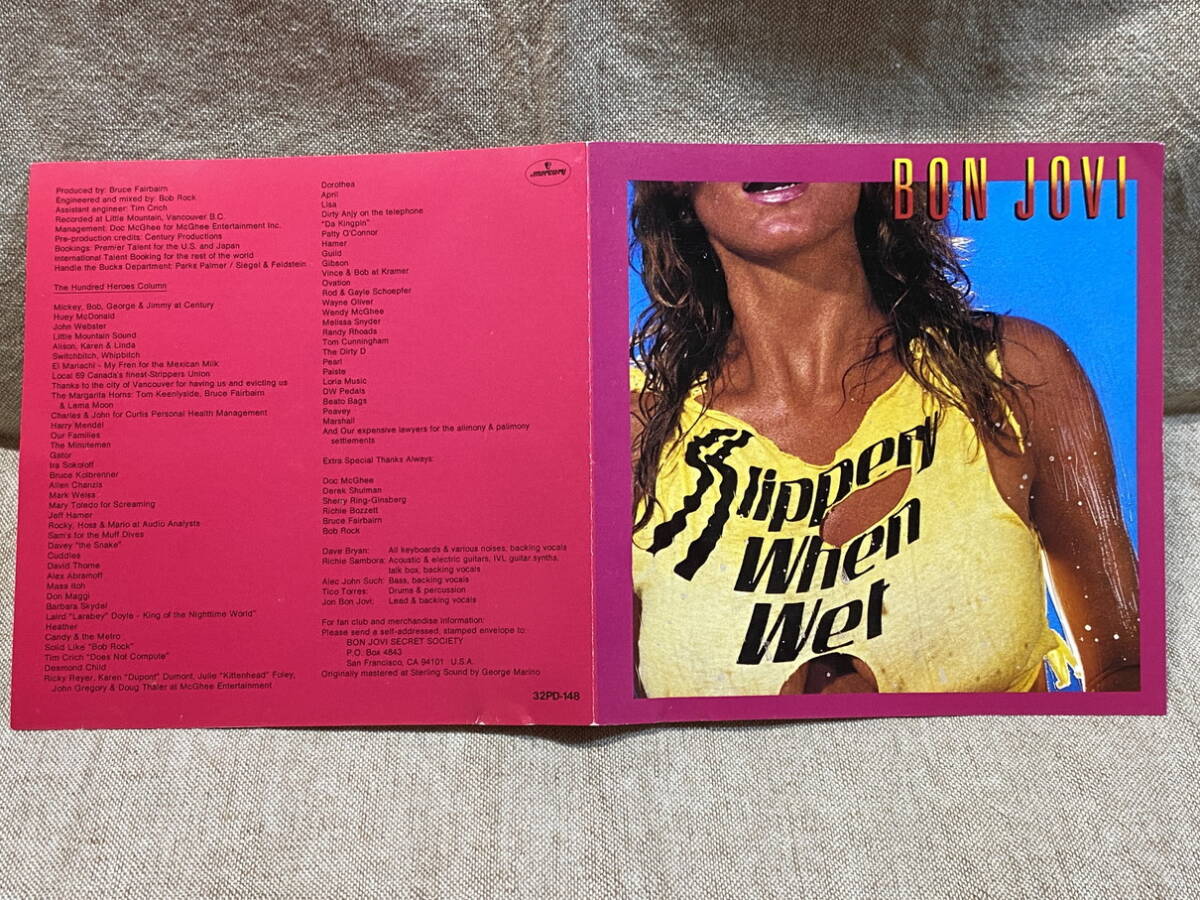 mercury
Produced by: Bruce Fairbairn
Engineered and mixed by: Bob Rock
Assistant engineer: Tim Crich
Recorded at Little Mountain, Vancouver B.C.
Management: Doc McGhee for McGhee Entertainment Inc.
Pre-production credits: Century Productions
Bookings: Premier Talent for the U.S. and Japan
International Talent Booking for the rest of the world
Handle the Bucks Department: Parks Palmer / Siegel & Feldstein
The Hundred Heroes Column
Mickey, Bob, George & Jimmy at Century
Huey McDonald
John Webster
Little Mountain Sound
Alison, Karen & Linda
Switchbitch, Whipbitch
El Mariachi - My Fren for the Mexican Milk
Local 69 Canada's finest-Strippers Union
Thanks to the city of Vancouver for having us and evicting us
The Margarita Horns: Tom Keenlyside, Bruce Fairbairn
& Lema Moon
Charles & John for Curtis Personal Health Management
Harry Mendel
Our Families
The Minutemen
Gator
Ira Sokoloff
Bruce Kolbrenner
Allen Chanzis
Mark Weiss
Mary Toledo for Screaming
Jeff Hamer
Rocky, Hoss & Mario at Audio Analysts
Sam's for the Muff Dives
Davey "the Snake"
Cuddles
David Thorne
Alex Abramoff
Masa Itoh
Don Maggi
Barbara Skydel
Laird "Larabey" Doyle - King of the Nighttime World"
Heather
Candy & the Metro
Solid Like "Bob Rock"
Tim Crich "Does Not Compute"
Desmond Child
Ricky Reyer, Karen "Dupont" Dumont, Julie "Kittenhead" Foley,
John Gregory & Doug Thaler at McGhee Entertainment
Dorothea
April
Lisa
Dirty Anjy on the telephone
"Da Kingpin"
Patty O'Connor
Hamer
Guild
Gibson
Vince & Bob at Kramer
Ovation
Rod & Gayle Schoepfer
Wayne Oliver
Wendy McGhee
Melissa Snyder
Randy Rhoads
Tom Cunningham
The Dirty D
Pearl
Paiste
Loria Music
DW Pedals
Beato Bags
Peavey
Marshall
And Our expensive lawyers for the alimony & palimony
settlements
Extra Special Thanks Always:
Doc McGhee
Derek Shulman
Sherry Ring-Ginsberg
Richie Bozzett
Bruce Fairbairn
Bob Rock
Dave Bryan: All keyboards & various noises, backing vocals
Richie Sambora: Acoustic & electric guitars, IVL guitar synths,
talk box, backing vocals
Alec John Such: Bass, backing vocals
Tico Torres: Drums & percussion
Jon Bon Jovi: Lead & backing vocals
For fan club and merchandise information:
Please send a self-addressed, stamped envelope to:
BON JOVI SECRET SOCIETY
P.O. Box 4843
San Francisco, CA 94101 U.S.A.
Originally mastered at Sterling Sound by George Marino
32PD-148
BON JOVI
Slippery
When
Wet